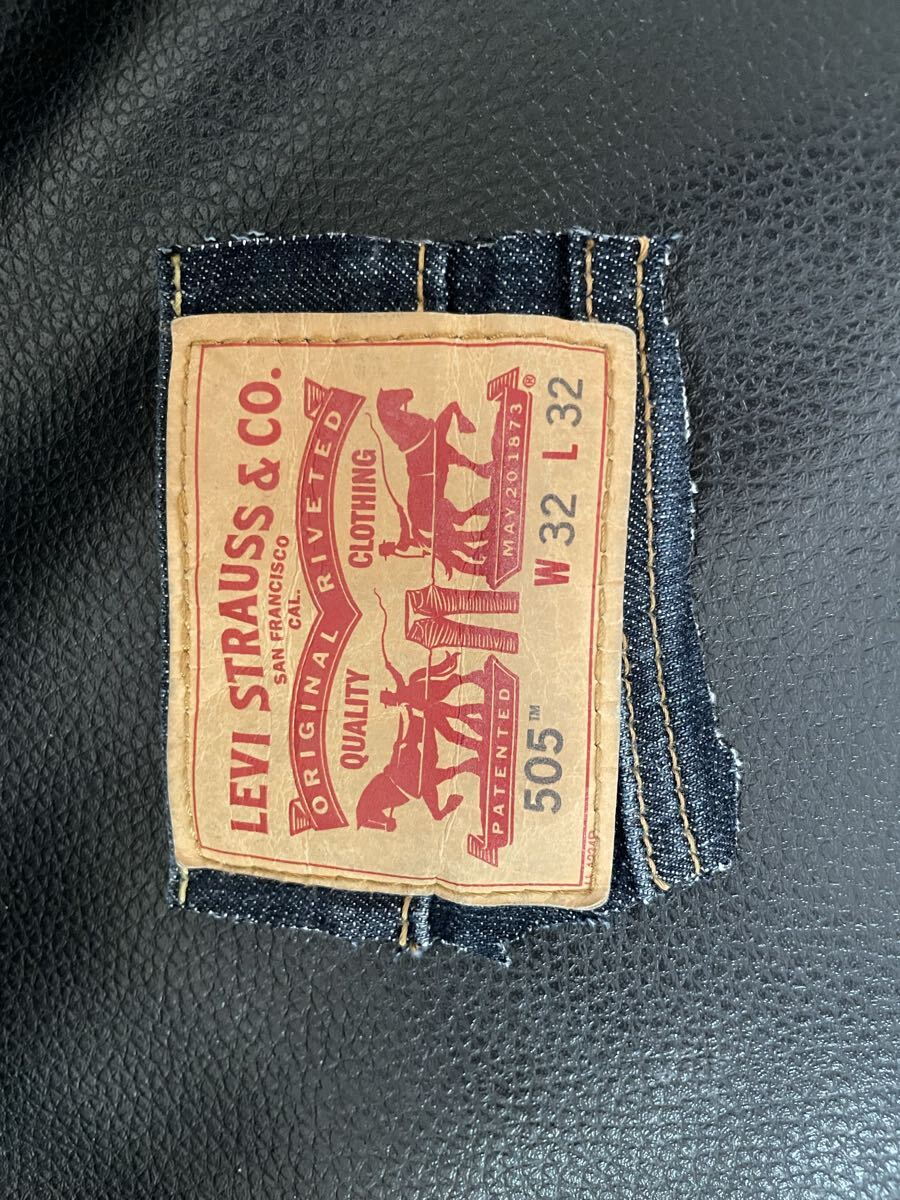 LEVI STRAUSS & CO.
SAN FRANCISCO
CAL.
ORIGINAL RIVETED
QUALITY CLOTHING
PATENTED MAY 20 1873 ®
505™ W 32 L 32